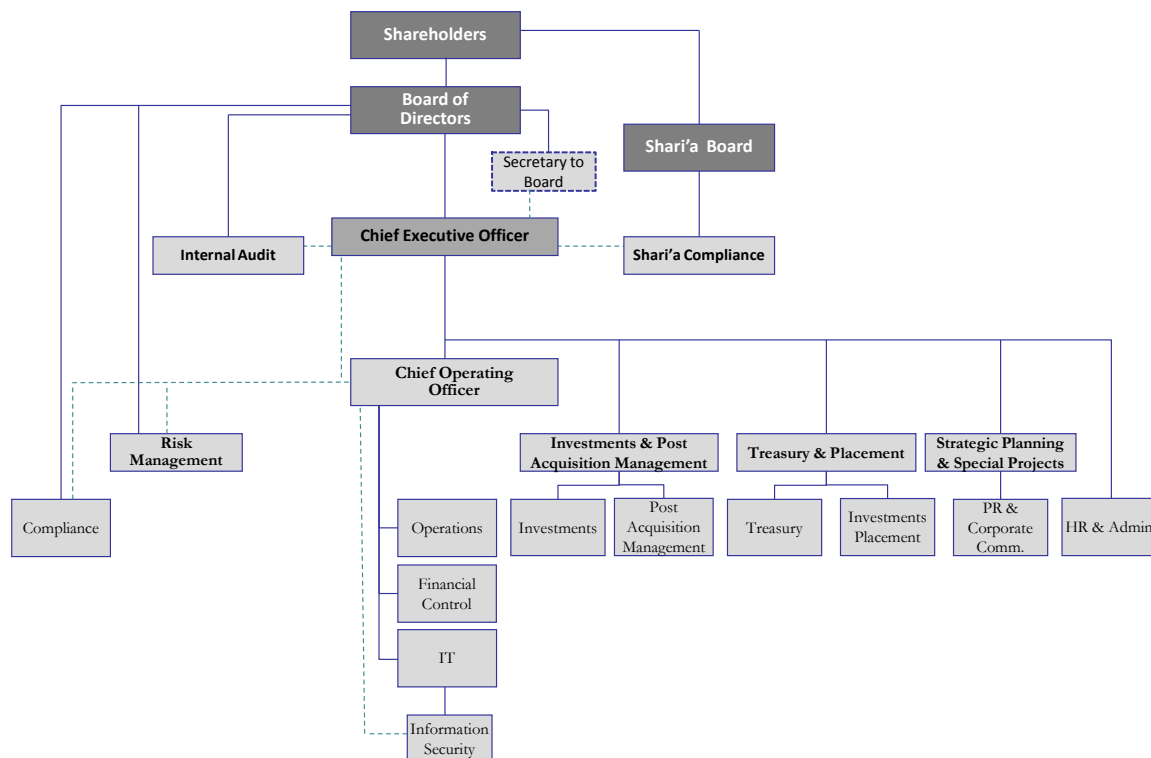 Shareholders
Board of
Directors
Shari’a  Board
Secretary to
Board
Chief Executive Officer
Internal Audit
Shari’a Compliance
Chief Operating
Officer
Risk
Management
Investments & Post
Acquisition Management
Treasury & Placement
Strategic Planning
& Special Projects
Compliance
Operations
Investments
Post
Acquisition
Management
Treasury
Investments
Placement
PR &
Corporate
Comm.
HR & Admin
Financial
Control
IT
Information
Security